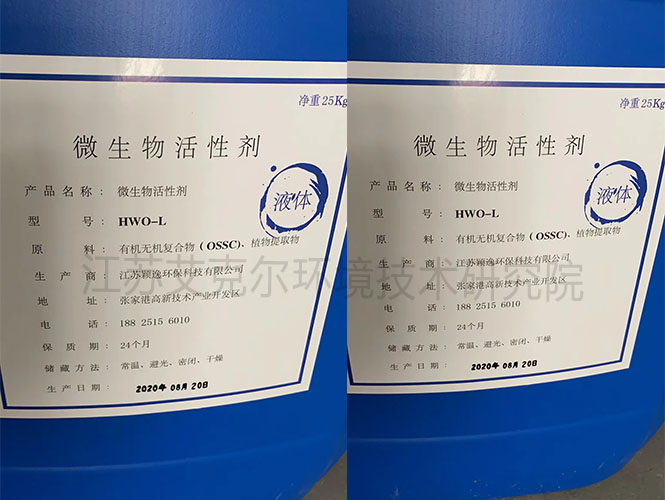 净重 25Kg
微生物活性剂
产品名称： 微生物活性剂
液体
型号： HWO-L
原料： 有机无机复合物（OSSC）、植物提取物
生产商： 江苏颖逸环保科技有限公司
地址： 张家港高新技术产业开发区
电话： 188 2515 6010
保质期： 24个月
储藏方法： 常温、避光、密闭、干燥
生产日期： 2020年 08月 20日
净重 25Kg
微生物活性剂
产品名称： 微生物活性剂
液体
型号： HWO-L
原料： 有机无机复合物（OSSC）、植物提取物
生产商： 江苏颖逸环保科技有限公司
地址： 张家港高新技术产业开发区
电话： 188 2515 6010
保质期： 24个月
储藏方法： 常温、避光、密闭、干燥
生产日期： 2020年 08月 20日
江苏艾克尔环境技术研究院